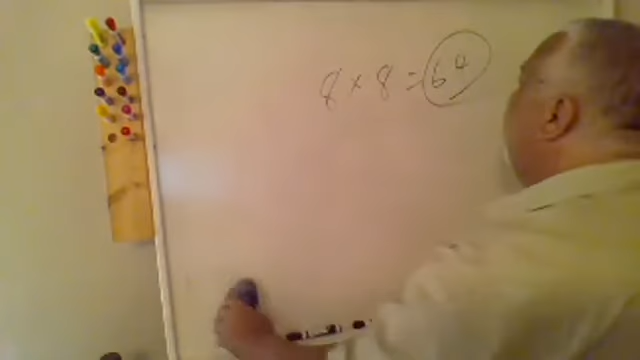 8 × 8 = 64